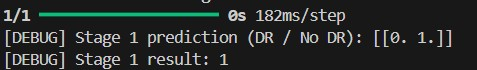 1/1 ━━━━━━━━━━━━━━━━━━━━ 0s 182ms/step
[DEBUG] Stage 1 prediction (DR / No DR): [[0. 1.]]
[DEBUG] Stage 1 result: 1